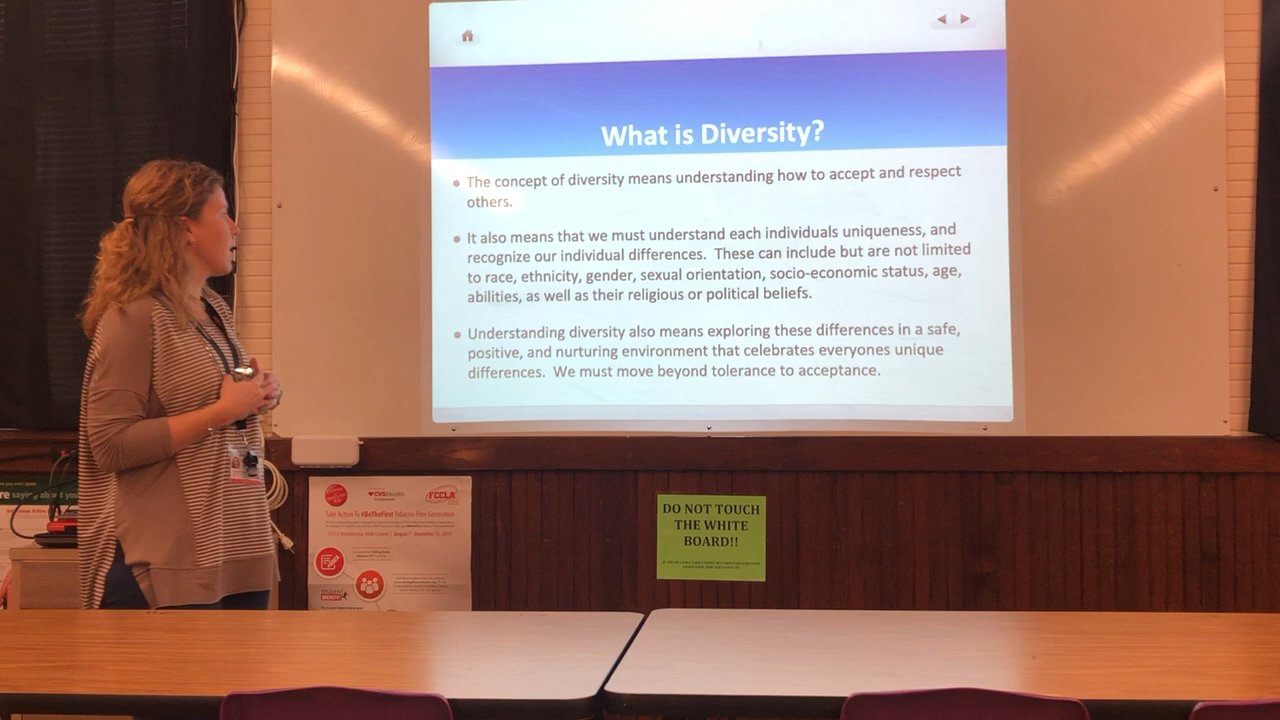 What is Diversity?
• The concept of diversity means understanding how to accept and respect
others.
• It also means that we must understand each individuals uniqueness, and
recognize our individual differences.  These can include but are not limited
to race, ethnicity, gender, sexual orientation, socio-economic status, age,
abilities, as well as their religious or political beliefs.
• Understanding diversity also means exploring these differences in a safe,
positive, and nurturing environment that celebrates everyones unique
differences.  We must move beyond tolerance to acceptance.
CVSHealth
FCCLA
Take Action To #BeTheFirst Tobacco-Free Generation
STUDENT
BODY
DO NOT TOUCH
THE WHITE
BOARD!!